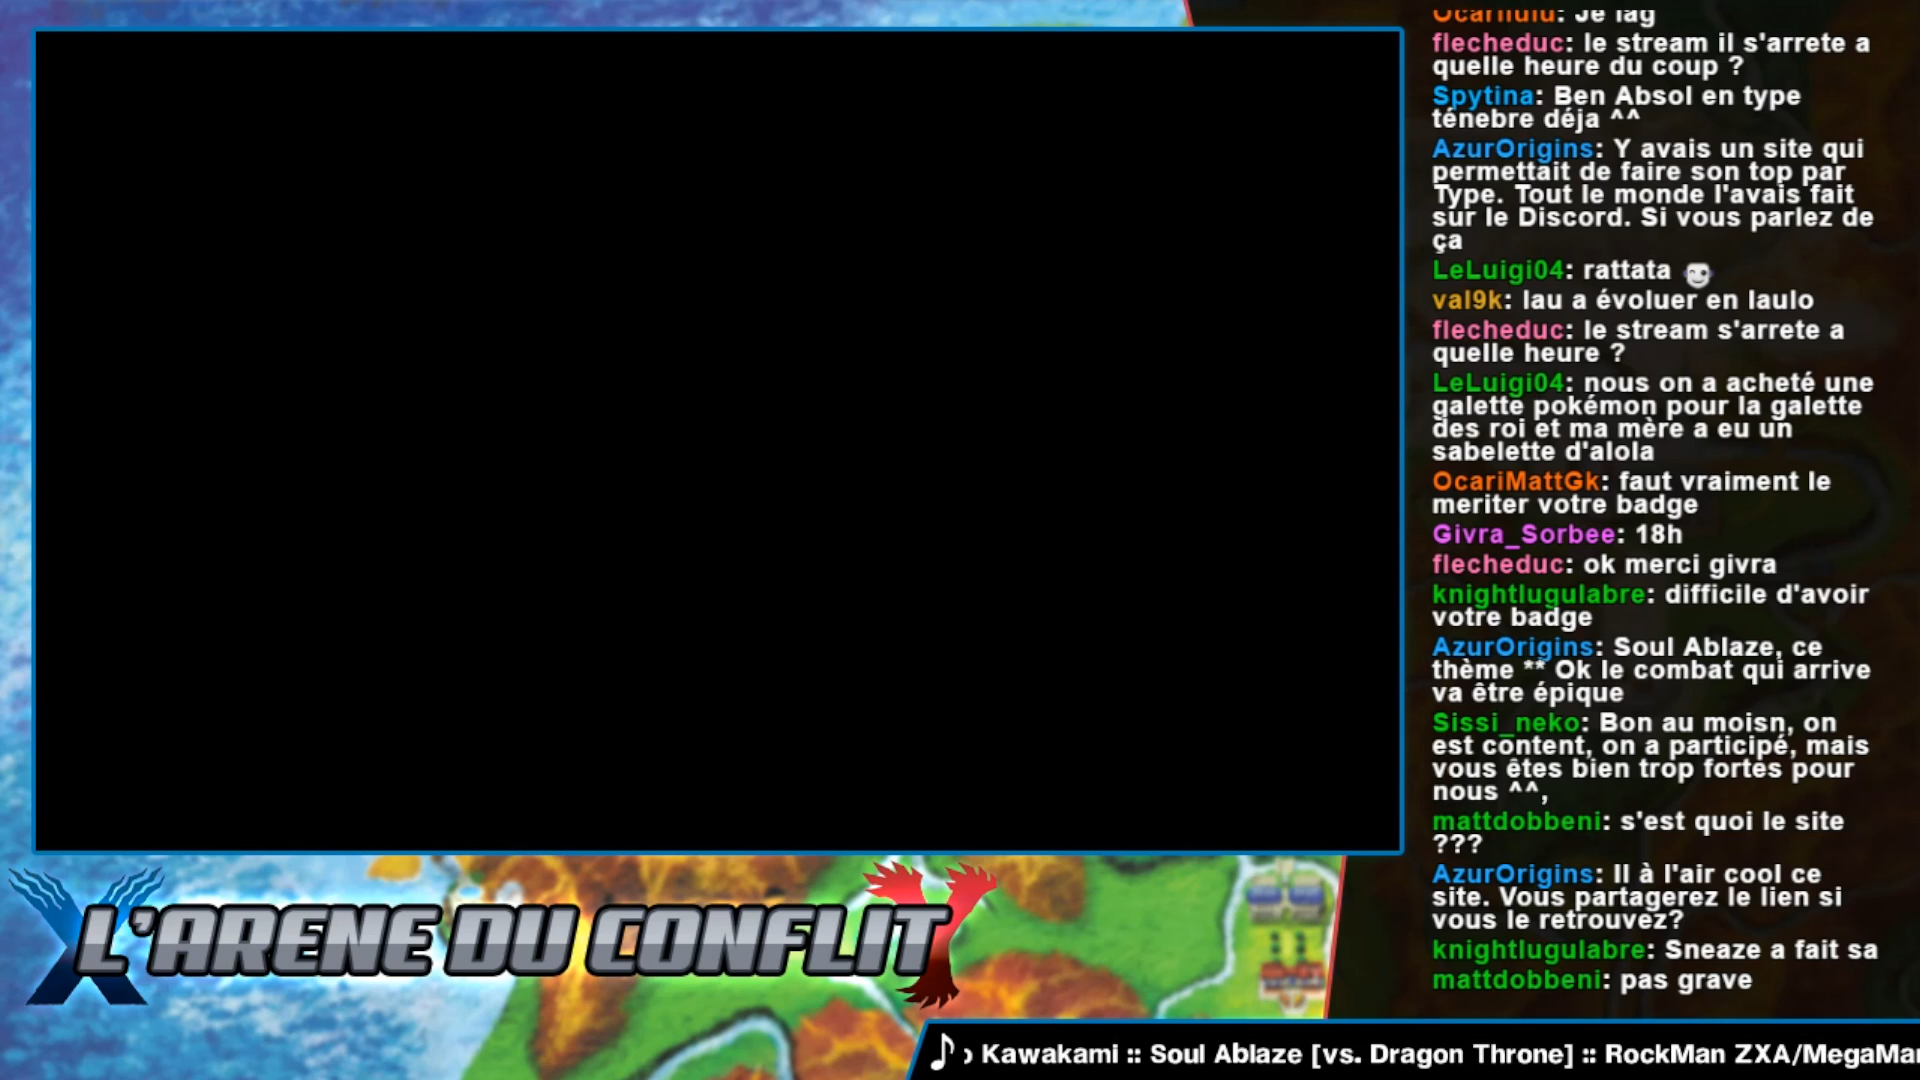 Ocarilulu: Je lag
flecheduc: le stream il s'arrete a
quelle heure du coup ?
Spytina: Ben Absol en type
ténebre déja ^^
AzurOrigins: Y avais un site qui
permettait de faire son top par
Type. Tout le monde l'avais fait
sur le Discord. Si vous parlez de
ça
LeLuigi04: rattata
val9k: lau a évoluer en laulo
flecheduc: le stream s'arrete a
quelle heure ?
LeLuigi04: nous on a acheté une
galette pokémon pour la galette
des roi et ma mère a eu un
sabelette d'alola
OcariMattGk: faut vraiment le
meriter votre badge
Givra_Sorbee: 18h
flecheduc: ok merci givra
knightlugulabre: difficile d'avoir
votre badge
AzurOrigins: Soul Ablaze, ce
thème ** Ok le combat qui arrive
va être épique
Sissi_neko: Bon au moisn, on
est content, on a participé, mais
vous êtes bien trop fortes pour
nous ^^,
mattdobbeni: s'est quoi le site
???
AzurOrigins: Il à l'air cool ce
site. Vous partagerez le lien si
vous le retrouvez?
knightlugulabre: Sneaze a fait sa
mattdobbeni: pas grave
L'ARENE DU CONFLIT
Kawakami :: Soul Ablaze [vs. Dragon Throne] :: RockMan ZXA/MegaMa